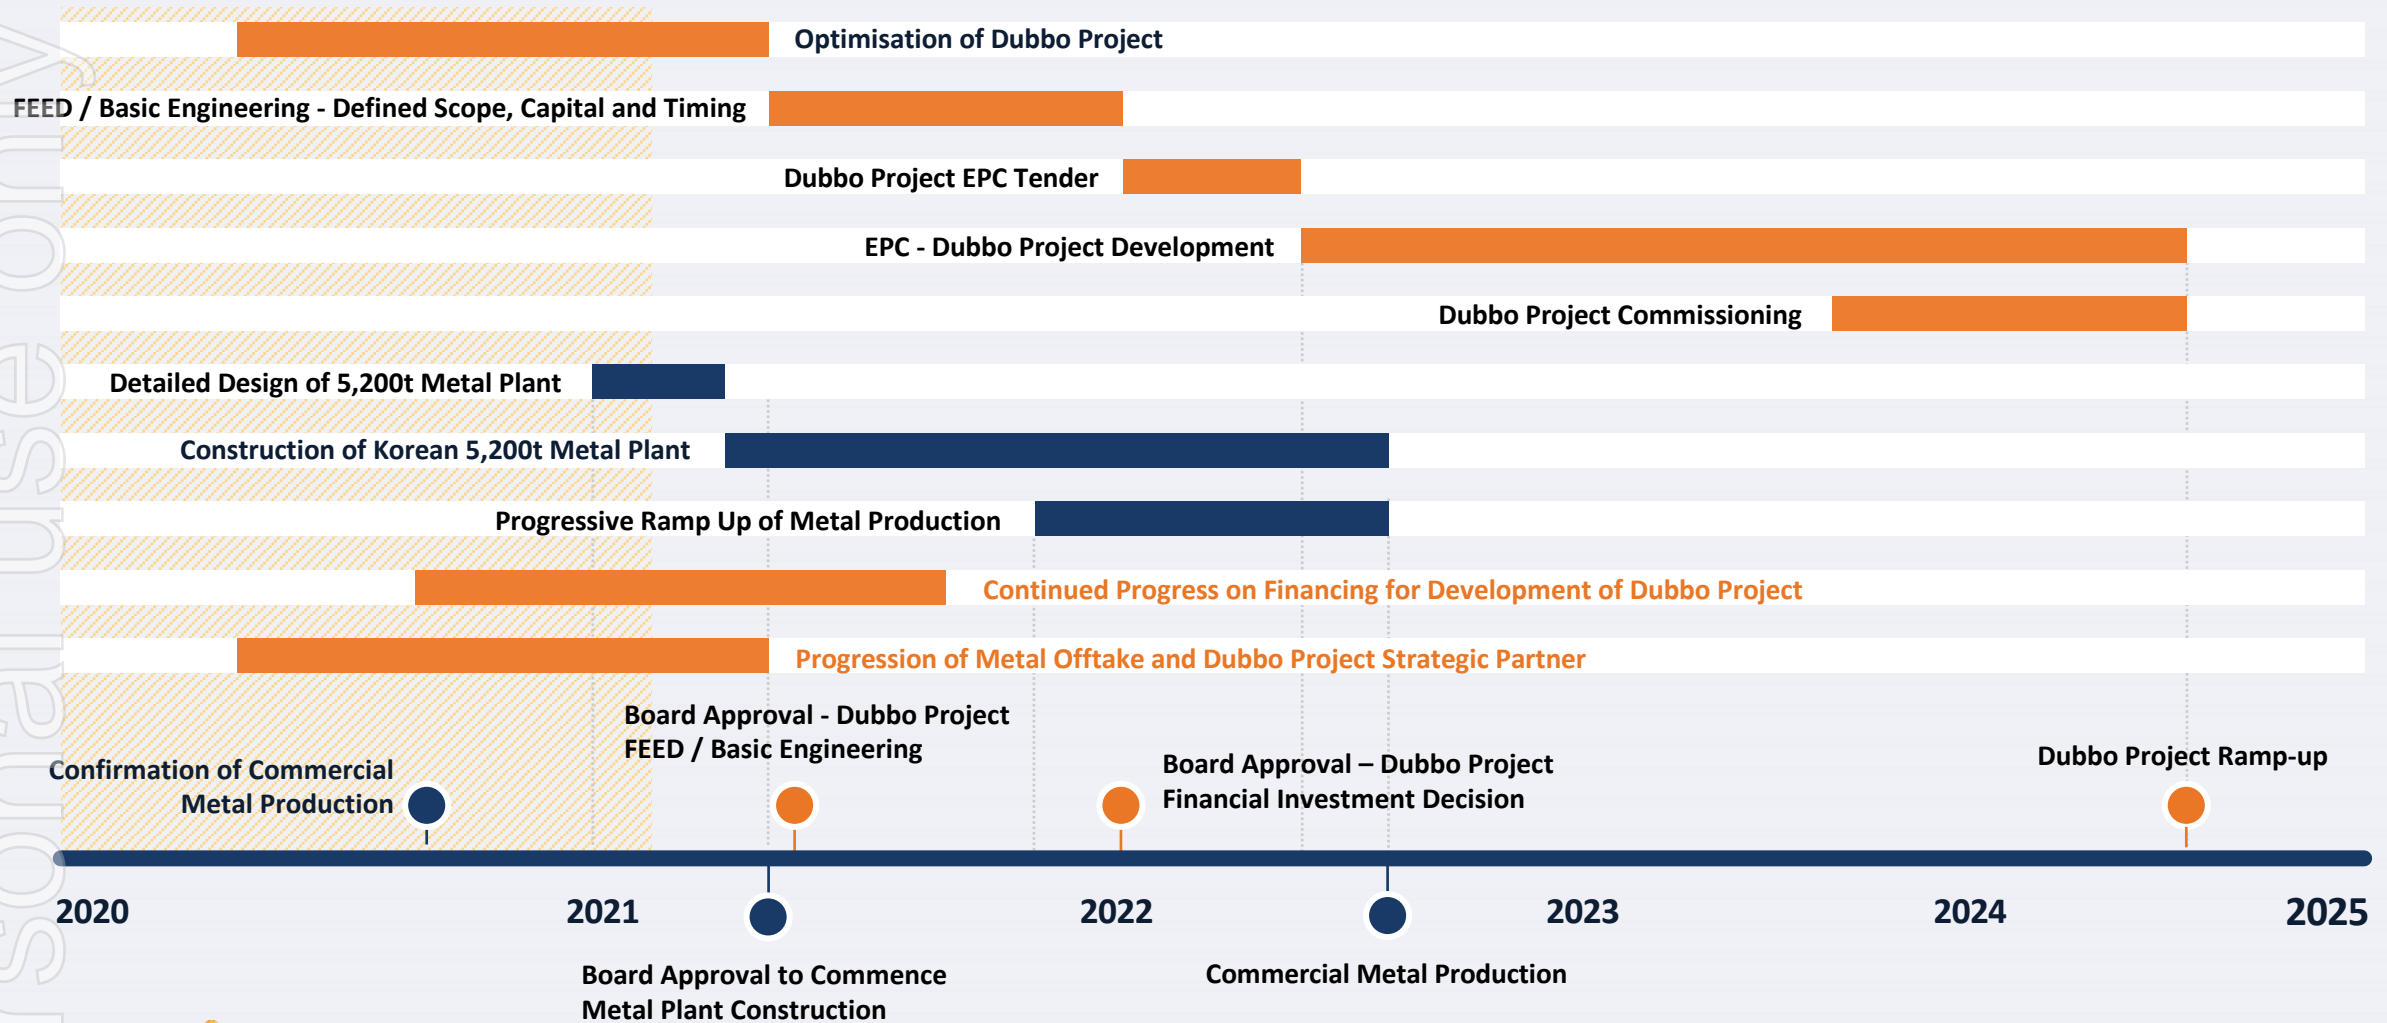 Optimisation of Dubbo Project
FEED / Basic Engineering - Defined Scope, Capital and Timing
Dubbo Project EPC Tender
EPC - Dubbo Project Development
Dubbo Project Commissioning
Detailed Design of 5,200t Metal Plant
Construction of Korean 5,200t Metal Plant
Progressive Ramp Up of Metal Production
Continued Progress on Financing for Development of Dubbo Project
Progression of Metal Offtake and Dubbo Project Strategic Partner
Confirmation of Commercial
Metal Production
Board Approval - Dubbo Project
FEED / Basic Engineering
Board Approval – Dubbo Project
Financial Investment Decision
Dubbo Project Ramp-up
2020 2021 2022 2023 2024 2025
Board Approval to Commence
Metal Plant Construction
Commercial Metal Production
use only